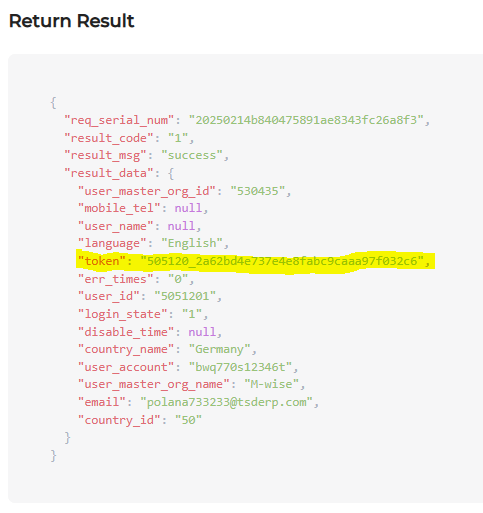 Return Result
{
"req_serial_num": "20250214b840475891ae8343fc26a8f3",
"result_code": "1",
"result_msg": "success",
"result_data": {
"user_master_org_id": "530435",
"mobile_tel": null,
"user_name": null,
"language": "English",
"token": "505120_2a62bd4e737e4e8fabc9caaa97f032c6",
"err_times": "0",
"user_id": "5051201",
"login_state": "1",
"disable_time": null,
"country_name": "Germany",
"user_account": "bwq770s12346t",
"user_master_org_name": "M-wise",
"email": "polana733233@tsderp.com",
"country_id": "50"
}
}